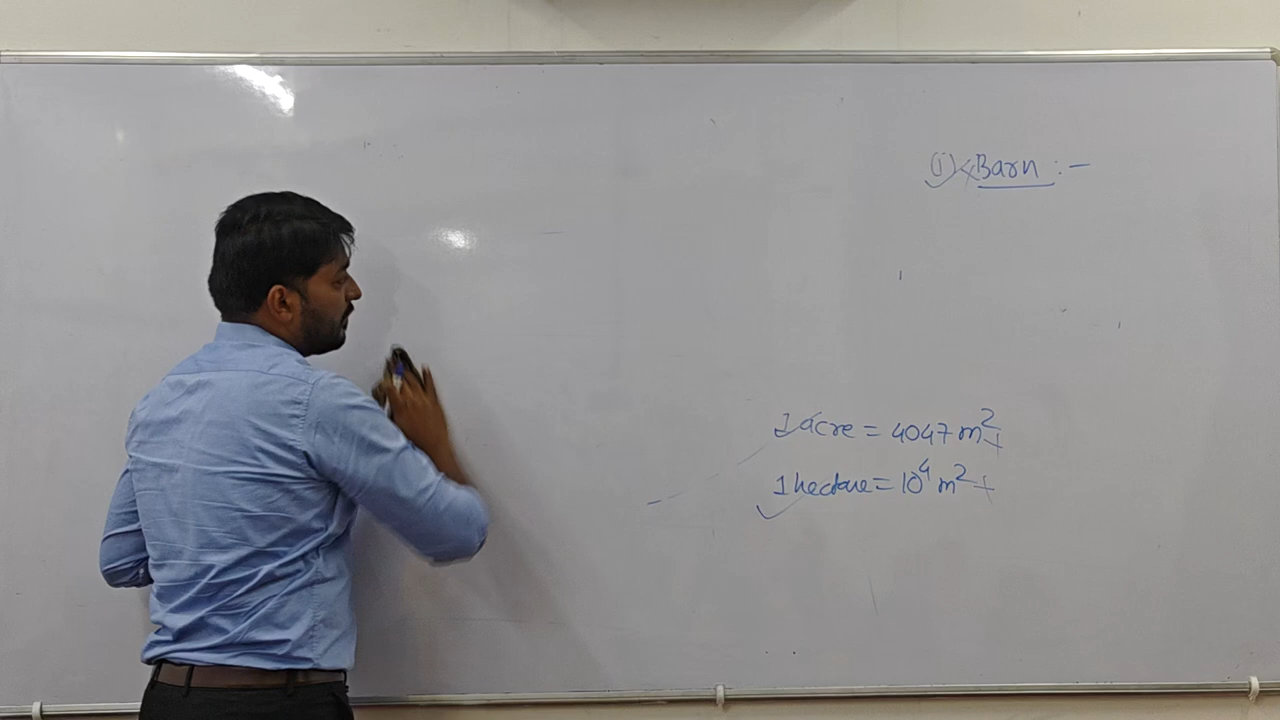 (i) Barn :-
1 acre = 4047 m²
1 hectare = 10⁴ m²